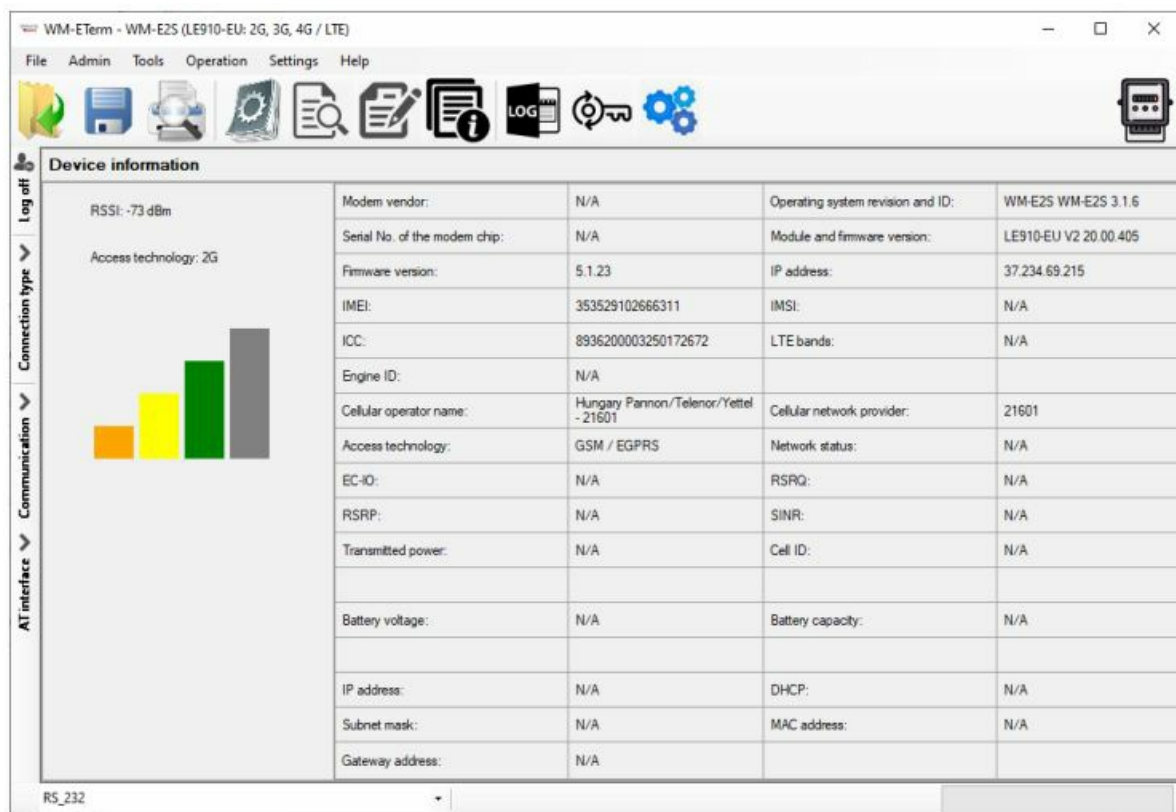 WM-ETerm - WM-E2S (LE910-EU: 2G, 3G, 4G / LTE)
File Admin Tools Operation Settings Help
LOG
Log off
Connection type
Communication
AT interface
Device information
RSSI: -73 dBm
Access technology: 2G
Modem vendor: N/A Operating system revision and ID: WM-E2S WM-E2S 3.1.6
Serial No. of the modem chip: N/A Module and firmware version: LE910-EU V2 20.00.405
Firmware version: 5.1.23 IP address: 37.234.69.215
IMEI: 353529102666311 IMSI: N/A
ICC: 8936200003250172672 LTE bands: N/A
Engine ID: N/A
Cellular operator name: Hungary Pannon/Telenor/Yettel
- 21601 Cellular network provider: 21601
Access technology: GSM / EGPRS Network status: N/A
EC-IO: N/A RSRQ: N/A
RSRP: N/A SINR: N/A
Transmitted power: N/A Cell ID: N/A
Battery voltage: N/A Battery capacity: N/A
IP address: N/A DHCP: N/A
Subnet mask: N/A MAC address: N/A
Gateway address: N/A
RS_232